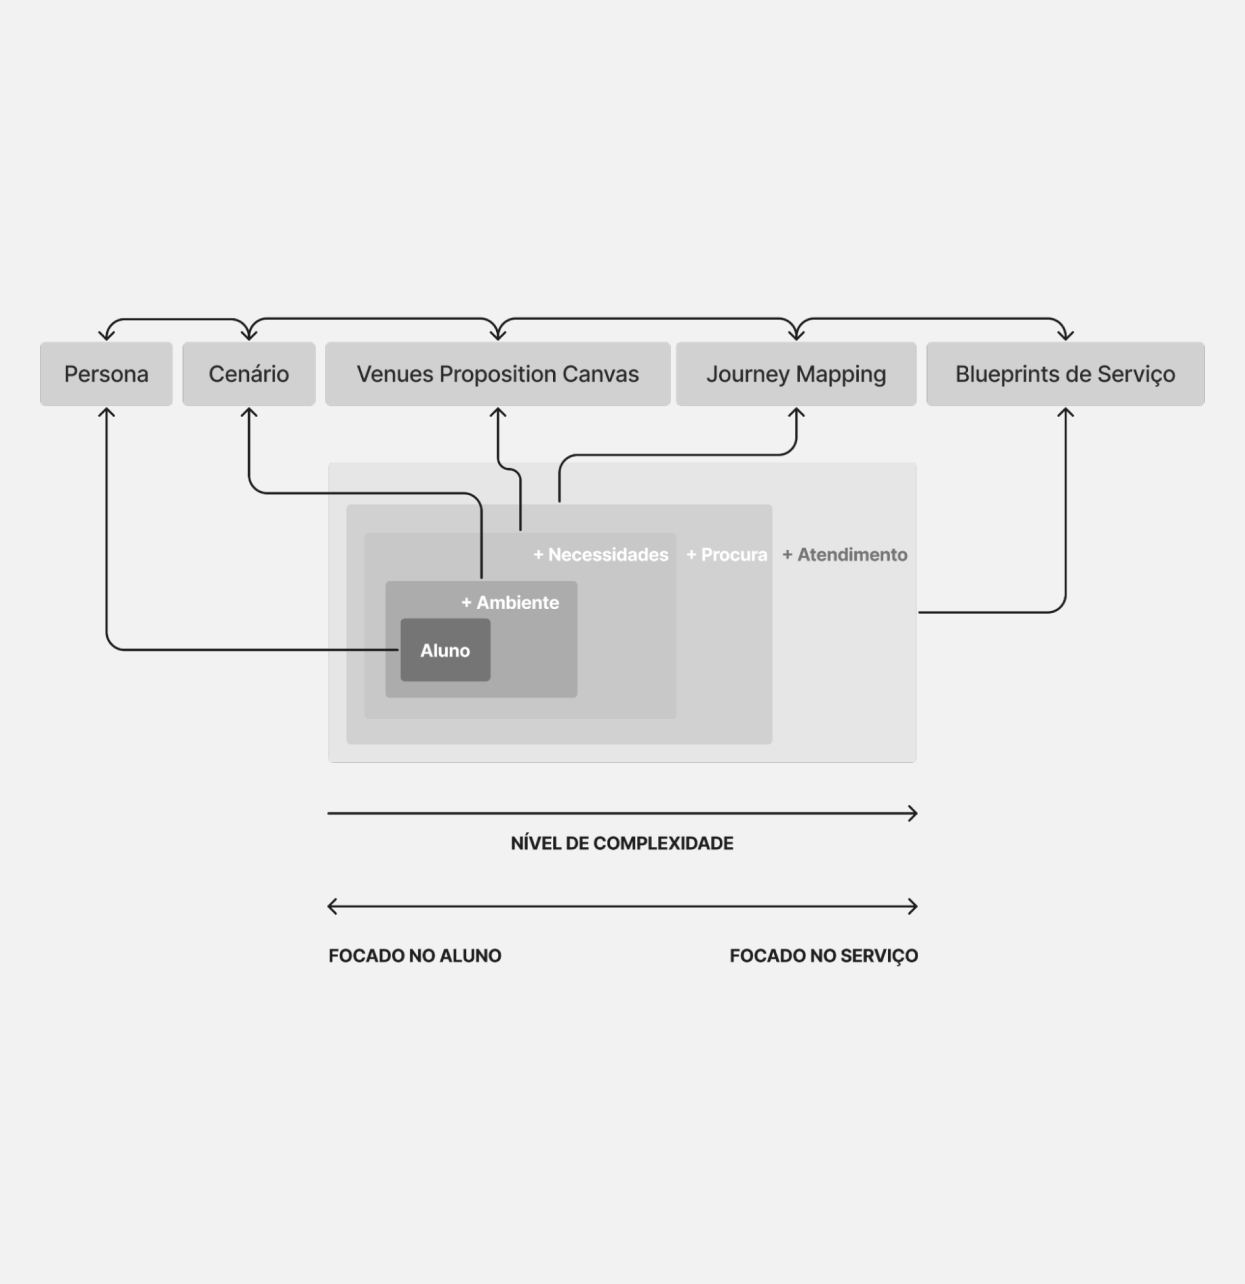 Persona
Cenário
Venues Proposition Canvas
Journey Mapping
Blueprints de Serviço
+ Necessidades
+ Procura
+ Atendimento
+ Ambiente
Aluno
NÍVEL DE COMPLEXIDADE
FOCADO NO ALUNO
FOCADO NO SERVIÇO